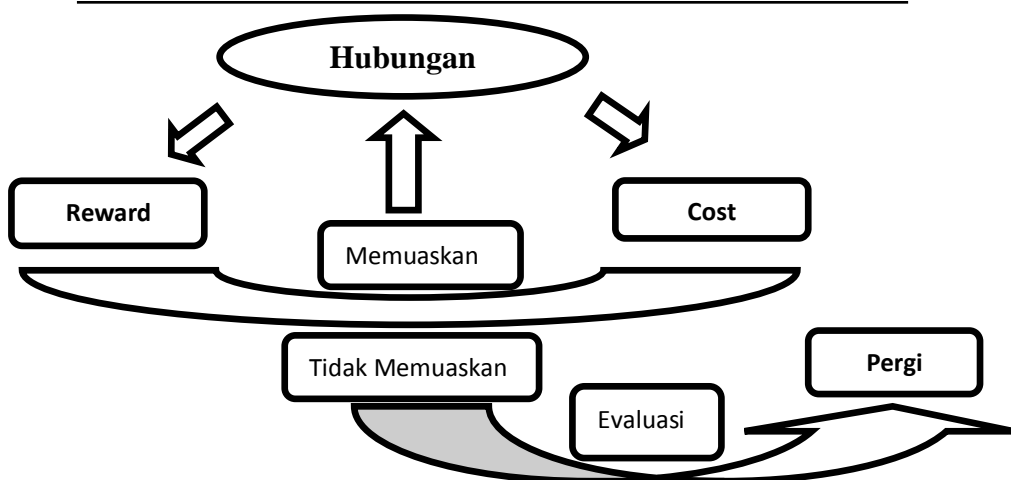 Hubungan
Reward
Cost
Memuaskan
Tidak Memuaskan
Pergi
Evaluasi